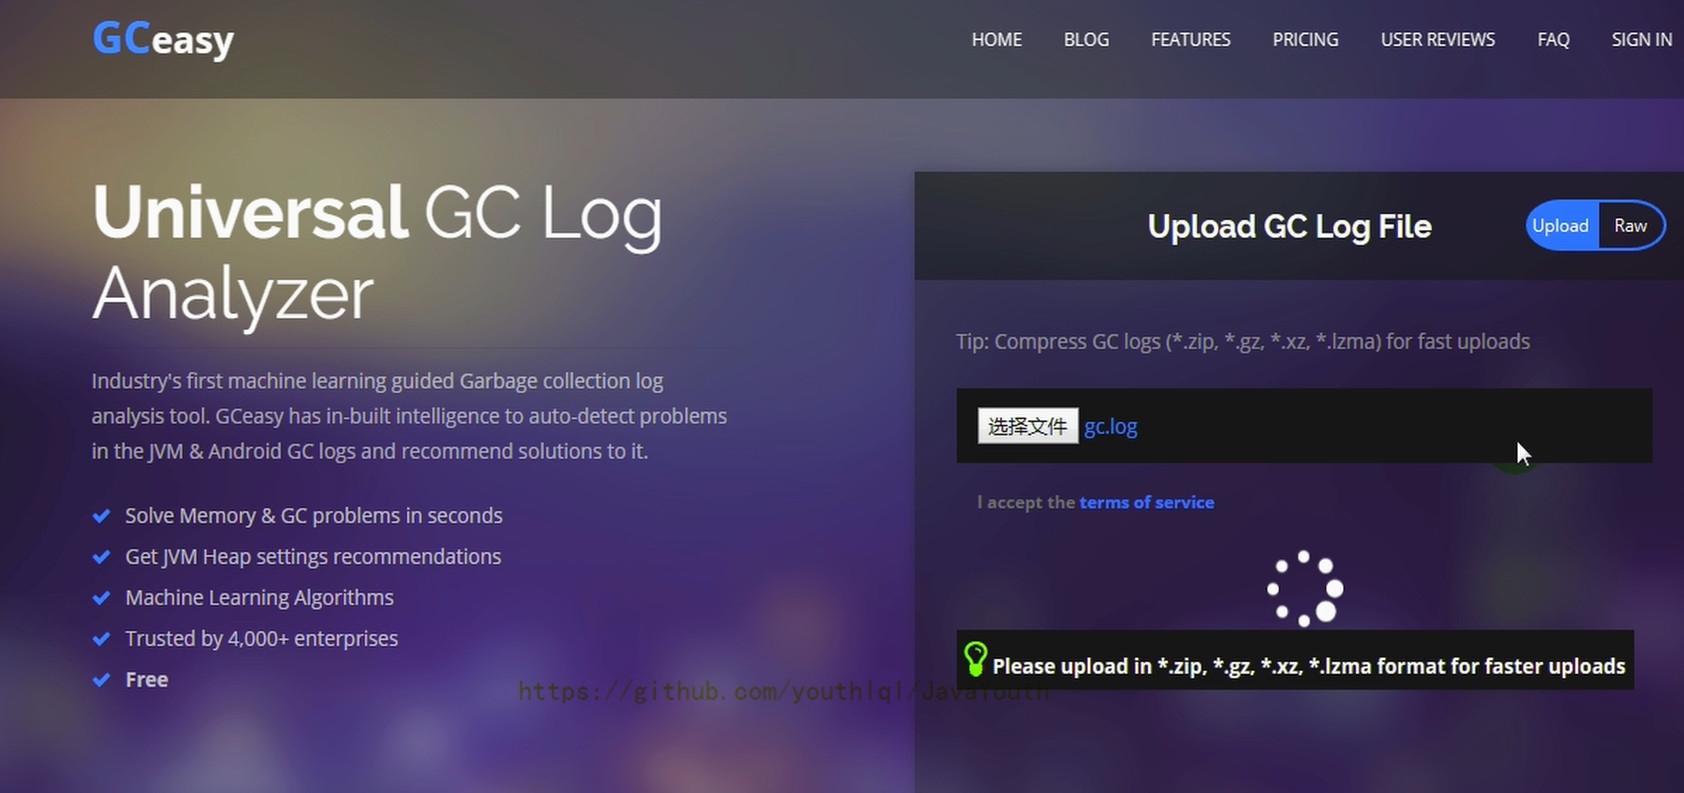 GCeasy
HOME BLOG FEATURES PRICING USER REVIEWS FAQ SIGN IN
Universal GC Log
Analyzer
Industry's first machine learning guided Garbage collection log
analysis tool. GCeasy has in-built intelligence to auto-detect problems
in the JVM & Android GC logs and recommend solutions to it.
Solve Memory & GC problems in seconds
Get JVM Heap settings recommendations
Machine Learning Algorithms
Trusted by 4,000+ enterprises
Free
Upload GC Log File
Upload Raw
Tip: Compress GC logs (*.zip, *.gz, *.xz, *.lzma) for fast uploads
选择文件 gc.log
I accept the terms of service
Please upload in *.zip, *.gz, *.xz, *.lzma format for faster uploads
https://github.com/youthlql/JavaYouth